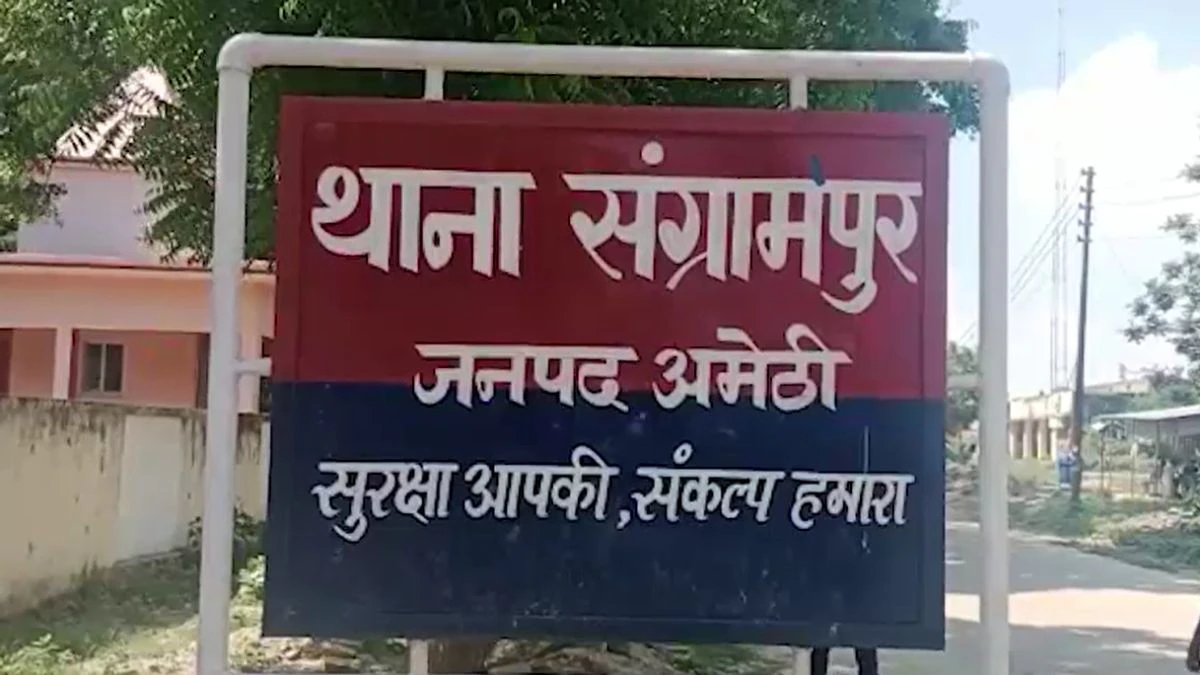 थाना संग्रामपुर
जनपद अमेठी
सुरक्षा आपकी, संकल्प हमारा